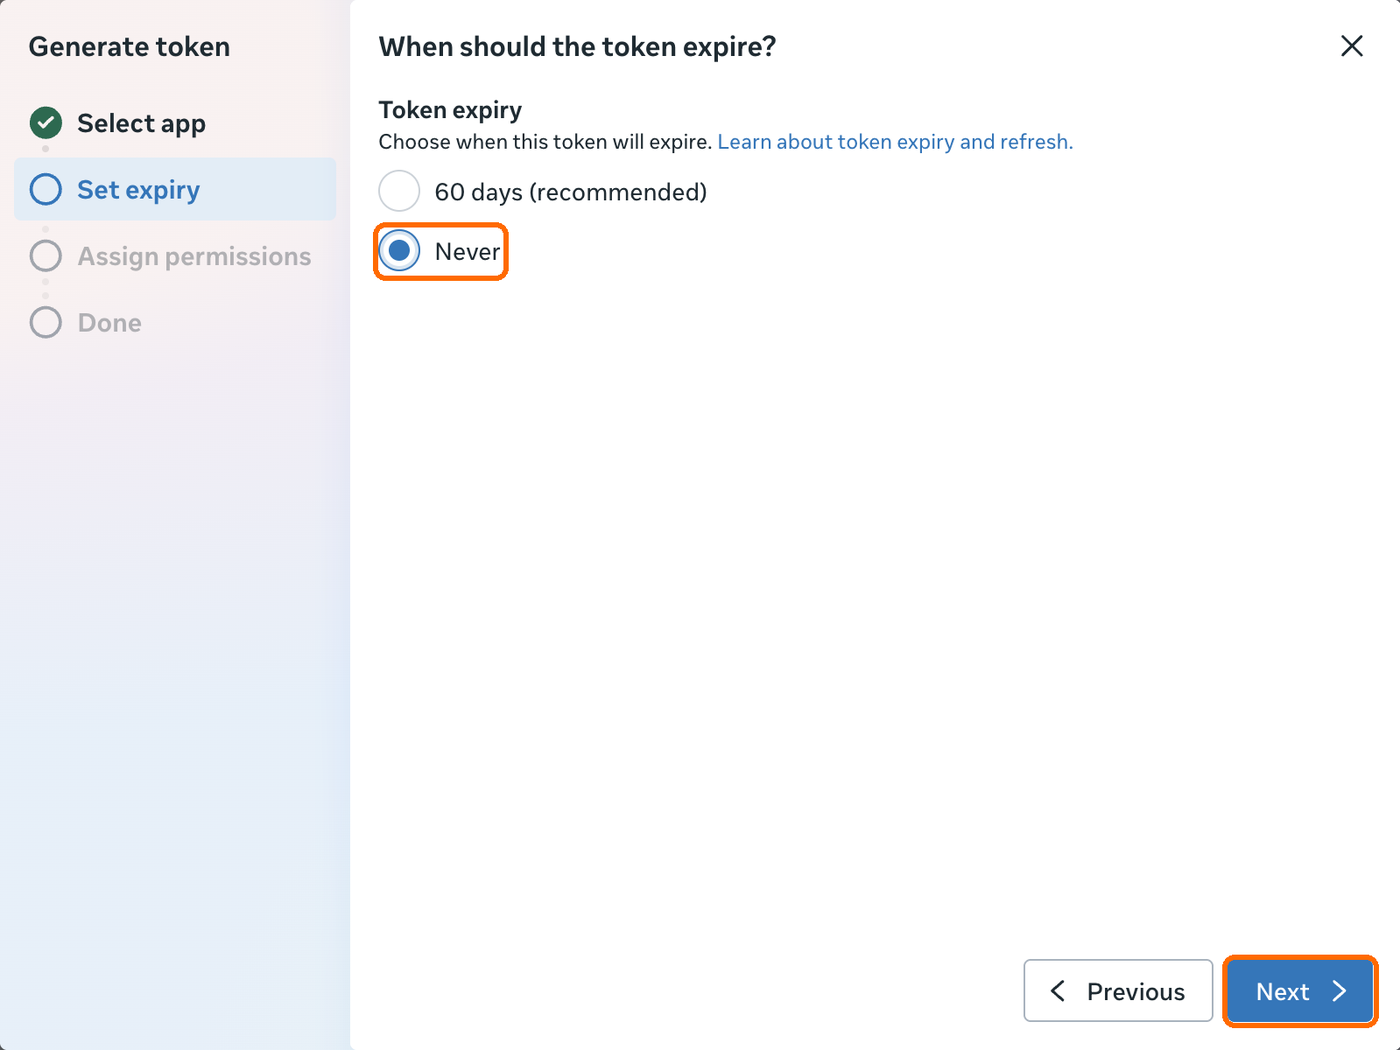 Generate token
Select app
Set expiry
Assign permissions
Done
When should the token expire?
Token expiry
Choose when this token will expire. Learn about token expiry and refresh.
60 days (recommended)
Never
Previous
Next